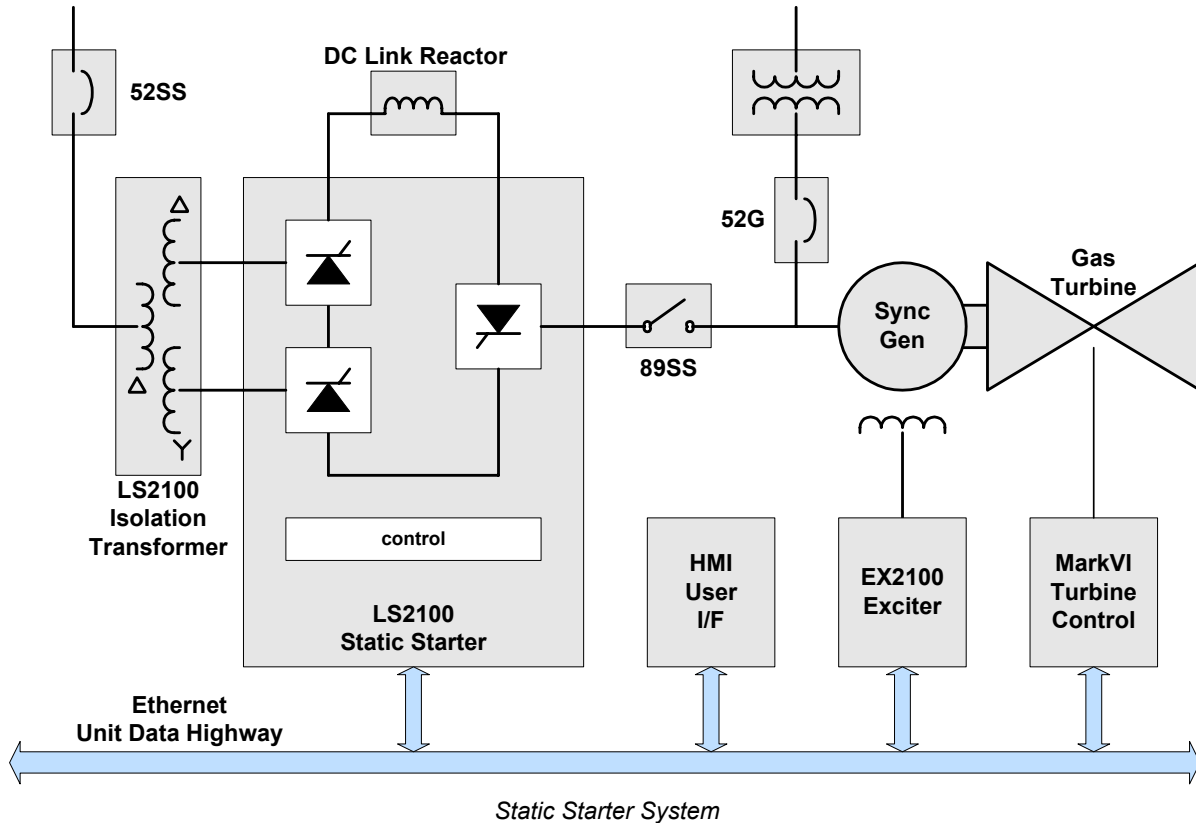 DC Link Reactor
52SS
52G
Gas
Turbine
Sync
Gen
89SS
Δ
Δ
Y
LS2100
Isolation
Transformer
control
LS2100
Static Starter
HMI
User
I/F
EX2100
Exciter
MarkVI
Turbine
Control
Ethernet
Unit Data Highway
Static Starter System